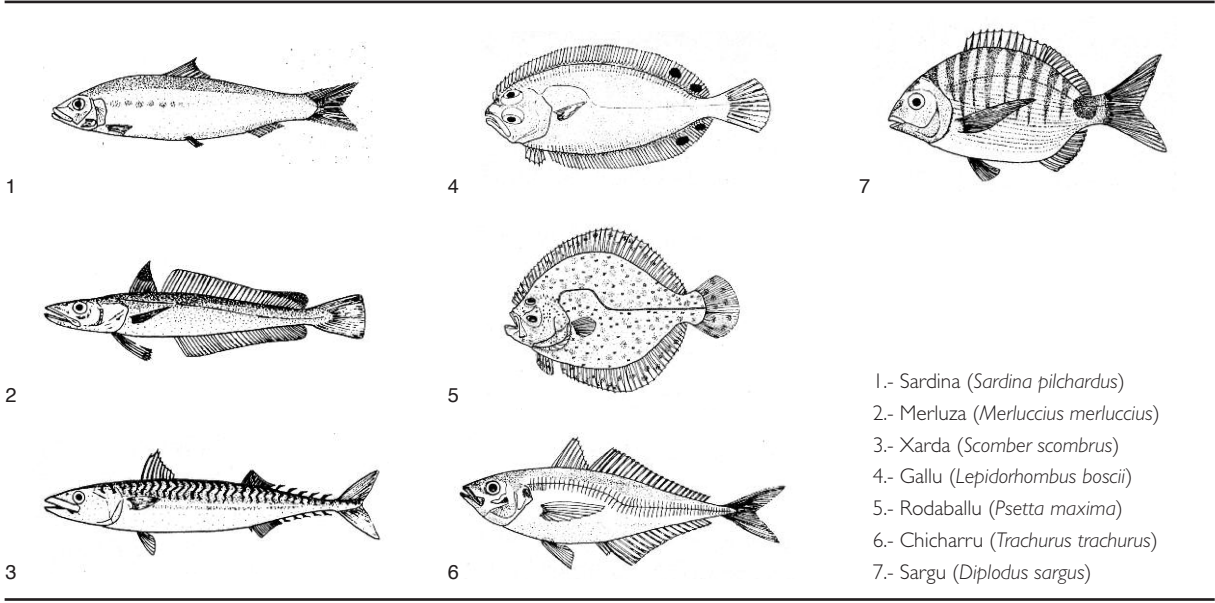 1
4
7
2
5
3
6
1.- Sardina (Sardina pilchardus)
2.- Merluza (Merluccius merluccius)
3.- Xarda (Scomber scombrus)
4.- Gallu (Lepidorhombus boscii)
5.- Rodaballu (Psetta maxima)
6.- Chicharru (Trachurus trachurus)
7.- Sargu (Diplodus sargus)